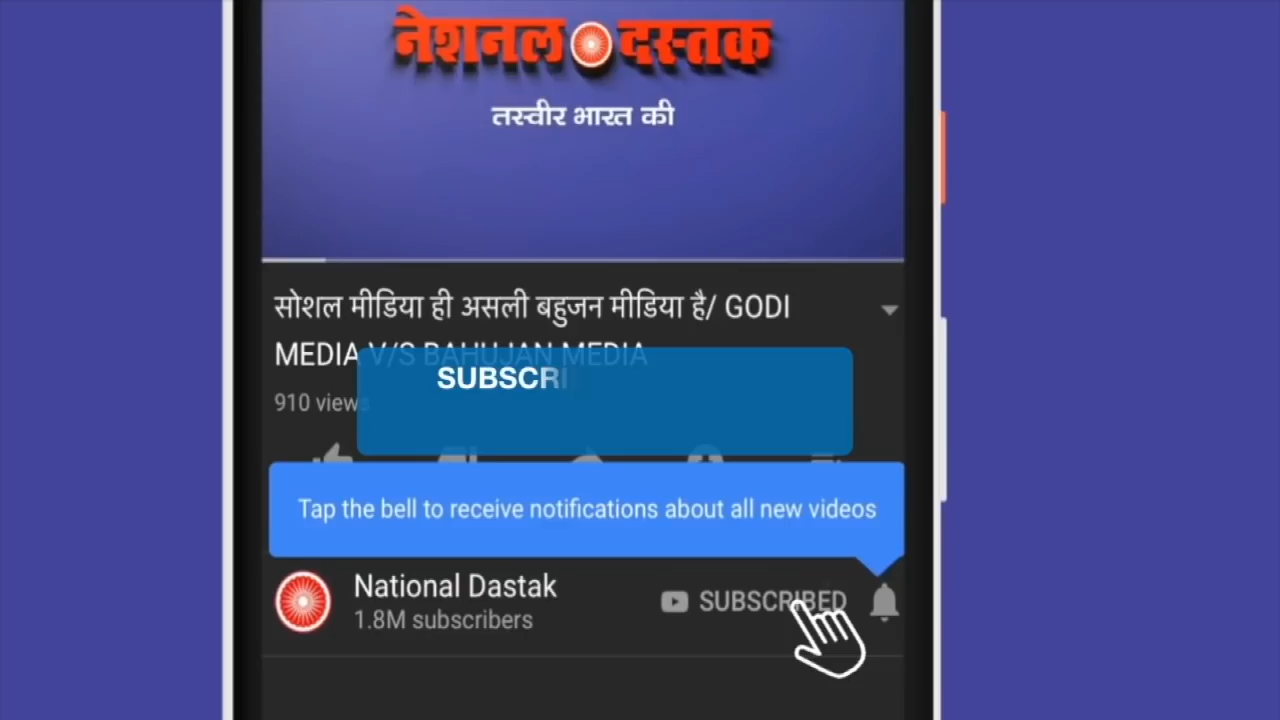 नेशनल दस्तक
तस्वीर भारत की
सोशल मीडिया ही असली बहुजन मीडिया है/ GODI
MEDIA V/S BAHUJAN MEDIA
910 views
SUBSCRI
Tap the bell to receive notifications about all new videos
National Dastak
1.8M subscribers
SUBSCRIBED